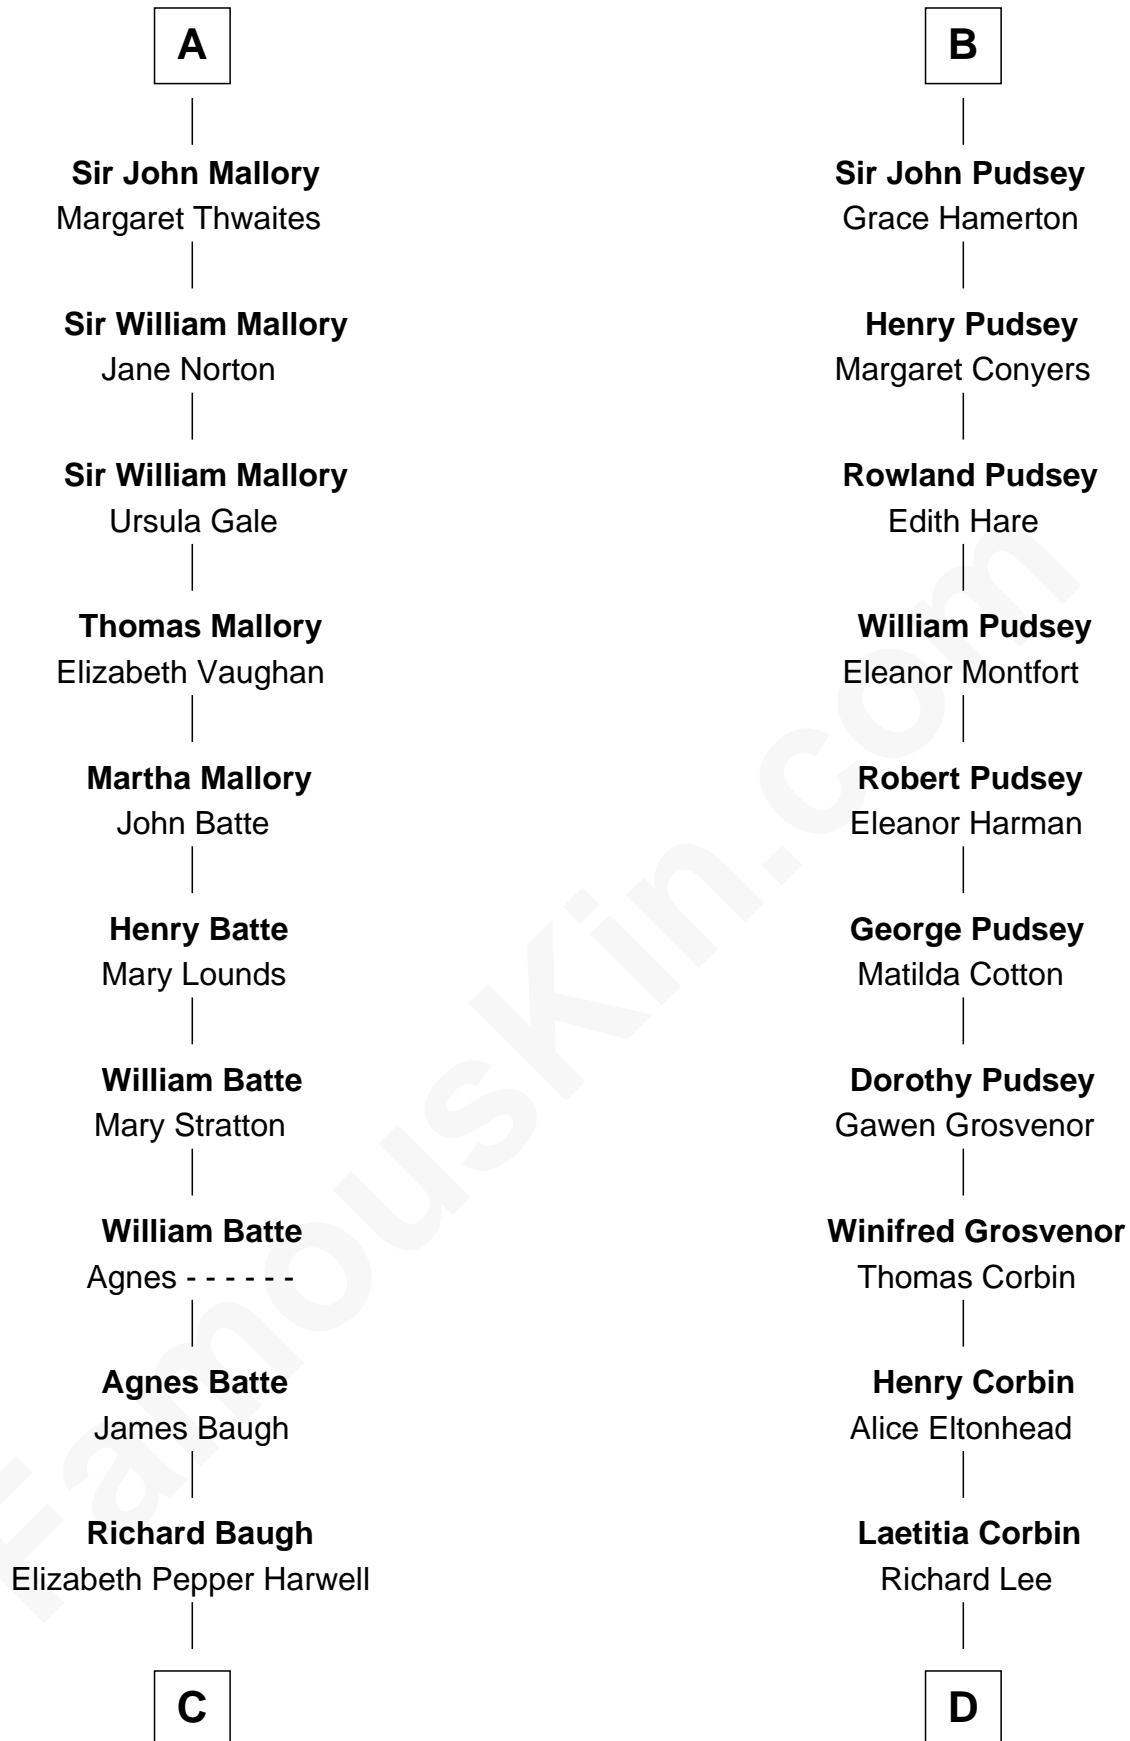 A
Sir John Mallory
Margaret Thwaites
Sir William Mallory
Jane Norton
Sir William Mallory
Ursula Gale
Thomas Mallory
Elizabeth Vaughan
Martha Mallory
John Batte
Henry Batte
Mary Lounds
William Batte
Mary Stratton
William Batte
Agnes - - - - - -
Agnes Batte
James Baugh
Richard Baugh
Elizabeth Pepper Harwell
C
B
Sir John Pudsey
Grace Hamerton
Henry Pudsey
Margaret Conyers
Rowland Pudsey
Edith Hare
William Pudsey
Eleanor Montfort
Robert Pudsey
Eleanor Harman
George Pudsey
Matilda Cotton
Dorothy Pudsey
Gawen Grosvenor
Winifred Grosvenor
Thomas Corbin
Henry Corbin
Alice Eltonhead
Laetitia Corbin
Richard Lee
D
FamousKin.com